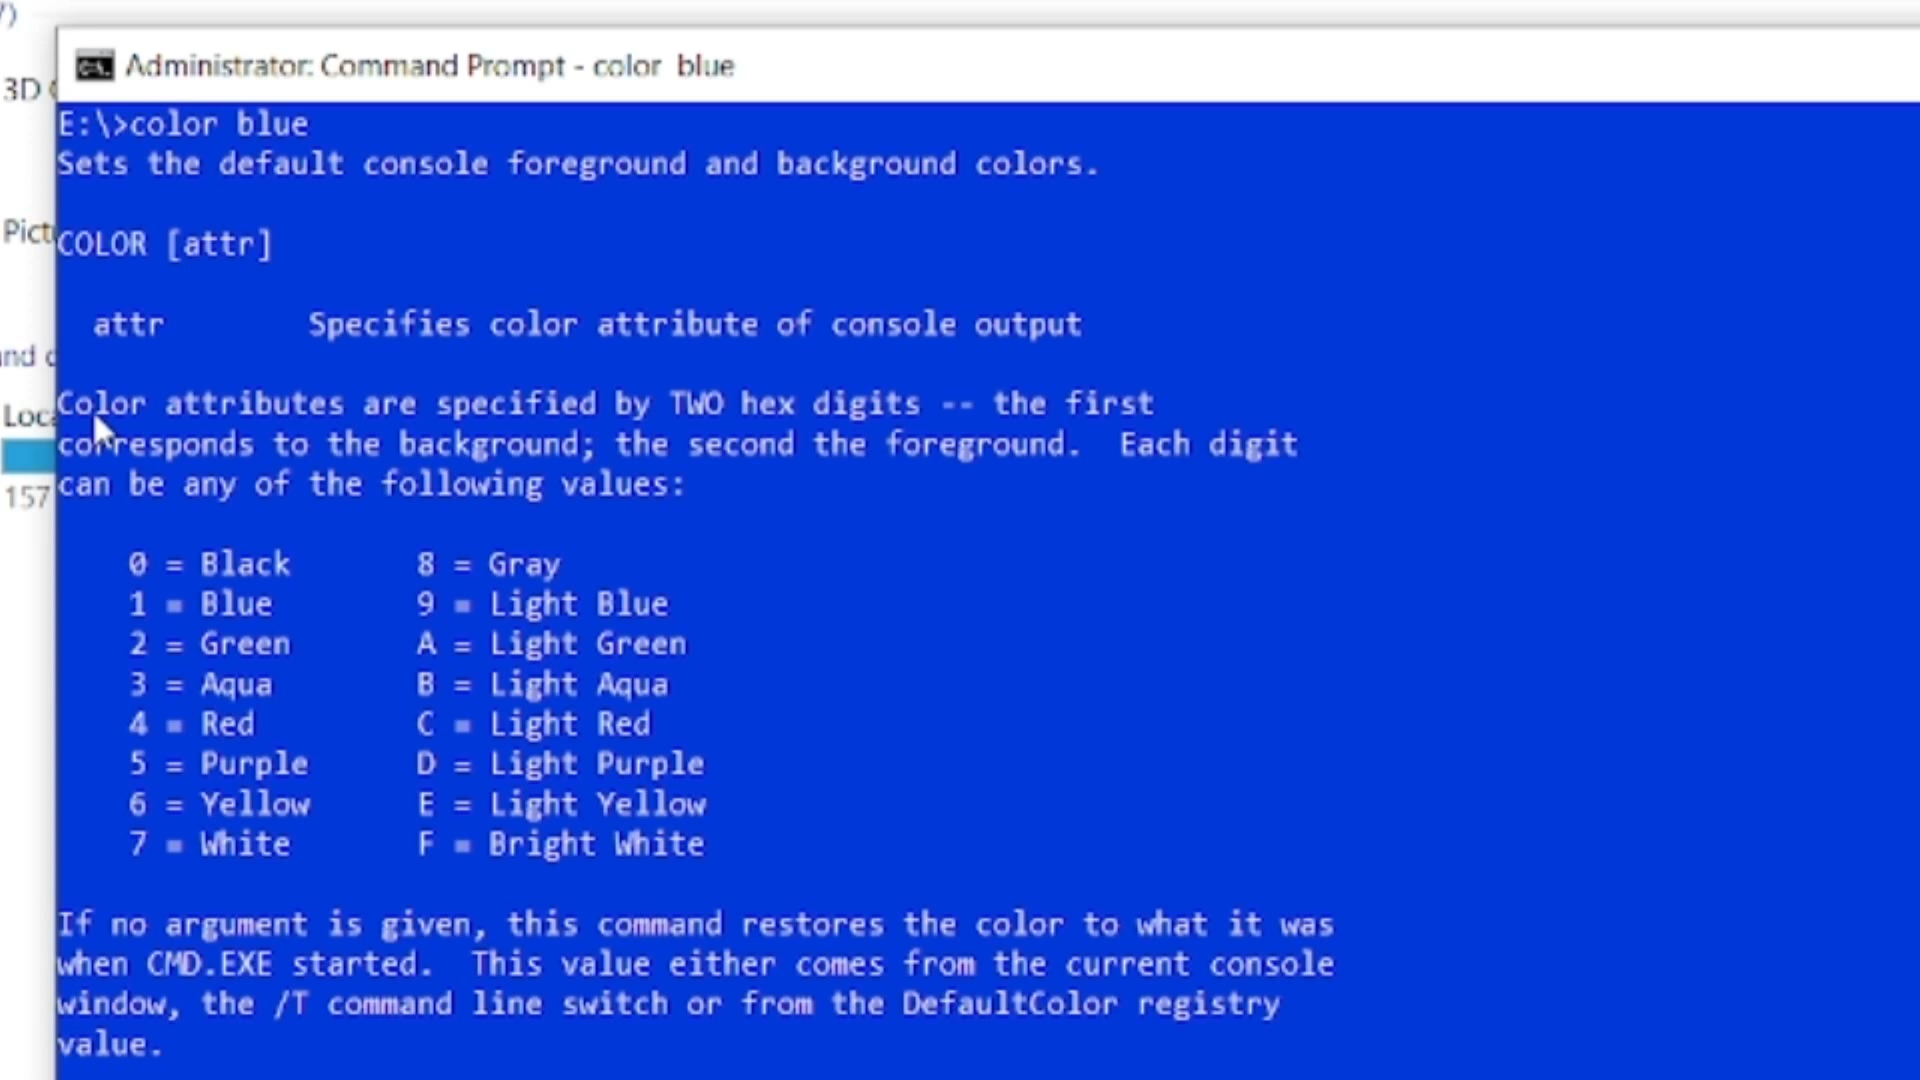 Administrator: Command Prompt - color  blue
3D
E:\>color blue
Sets the default console foreground and background colors.
COLOR [attr]
  attr        Specifies color attribute of console output
Color attributes are specified by TWO hex digits -- the first
corresponds to the background; the second the foreground.  Each digit
can be any of the following values:
157
    0 = Black       8 = Gray
    1 = Blue        9 = Light Blue
    2 = Green       A = Light Green
    3 = Aqua        B = Light Aqua
    4 = Red         C = Light Red
    5 = Purple      D = Light Purple
    6 = Yellow      E = Light Yellow
    7 = White       F = Bright White
If no argument is given, this command restores the color to what it was
when CMD.EXE started.  This value either comes from the current console
window, the /T command line switch or from the DefaultColor registry
value.